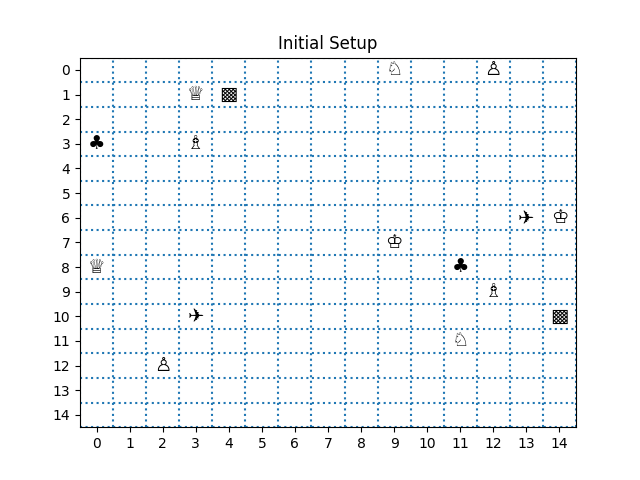 Initial Setup
0 ♘ ♙
1 ♕ ▩
2
3 ♣ ♗
4
5
6 ✈ ♔
7 ♔
8 ♕ ♣
9 ♗
10 ✈ ▩
11 ♘
12 ♙
13
14
0 1 2 3 4 5 6 7 8 9 10 11 12 13 14